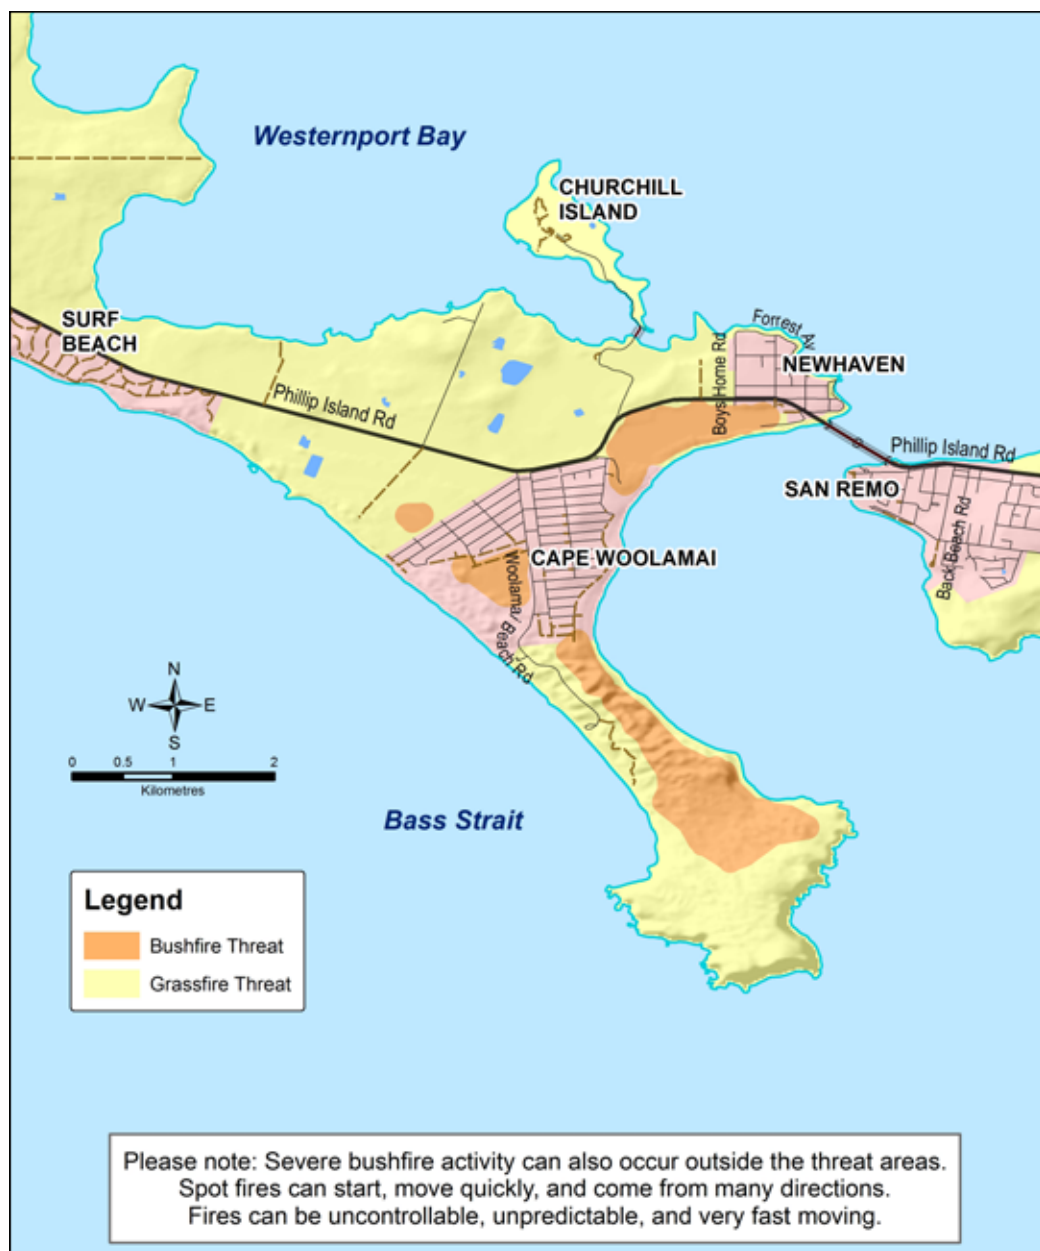 Westernport Bay
CHURCHILL
ISLAND
SURF
BEACH
Forrest Av
Boys Home Rd
NEWHAVEN
Phillip Island Rd
Phillip Island Rd
SAN REMO
Back Beach Rd
CAPE WOOLAMAI
Woolamai Beach Rd
N
W
E
S
0 0.5 1 2
Kilometres
Bass Strait
Legend
Bushfire Threat
Grassfire Threat
Please note: Severe bushfire activity can also occur outside the threat areas.
Spot fires can start, move quickly, and come from many directions.
Fires can be uncontrollable, unpredictable, and very fast moving.